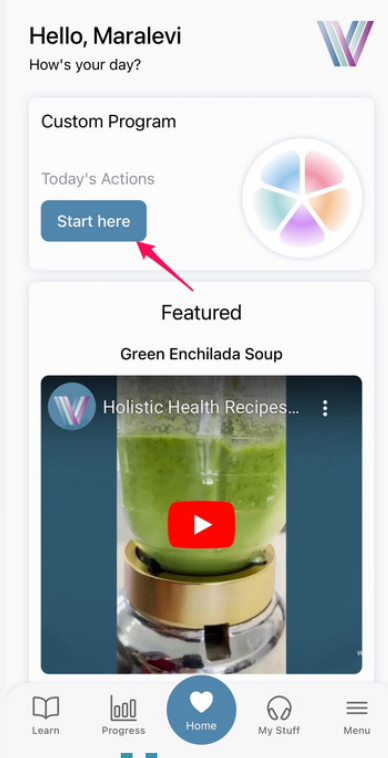 Hello, Maralevi
How's your day?
Custom Program
Today's Actions
Start here
Featured
Green Enchilada Soup
Holistic Health Recipes...
Learn
Progress
Home
My Stuff
Menu